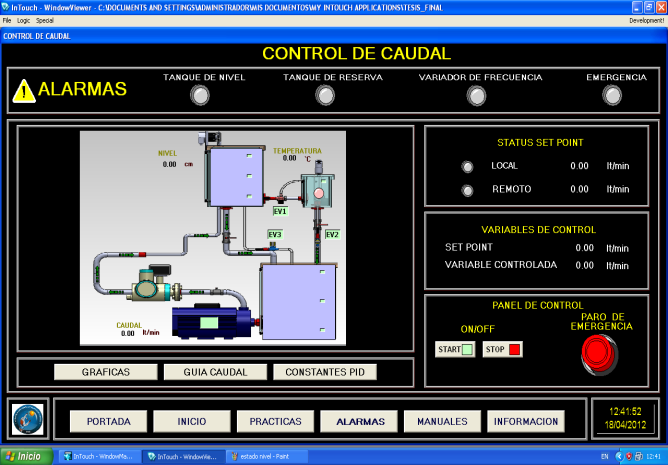 InTouch - WindowViewer - C:\DOCUMENTS AND SETTINGS\ADMINISTRADOR\MIS DOCUMENTOS\MY INTOUCH APPLICATIONS\TESIS_FINAL
File Logic Special Development!
CONTROL DE CAUDAL
CONTROL DE CAUDAL
ALARMAS
TANQUE DE NIVEL TANQUE DE RESERVA VARIADOR DE FRECUENCIA EMERGENCIA
NIVEL
0.00 cm
TEMPERATURA
0.00 °C
EV1
EV3 EV2
CAUDAL
0.00 lt/min
STATUS SET POINT
LOCAL 0.00 lt/min
REMOTO 0.00 lt/min
VARIABLES DE CONTROL
SET POINT 0.00 lt/min
VARIABLE CONTROLADA 0.00 lt/min
PANEL DE CONTROL
ON/OFF
START STOP
PARO DE
EMERGENCIA
GRAFICAS GUIA CAUDAL CONSTANTES PID
PORTADA INICIO PRACTICAS ALARMAS MANUALES INFORMACION
12:41:52
18/04/2012
Inicio InTouch - WindowMa... InTouch - WindowVie... estado nivel - Paint EN 12:41